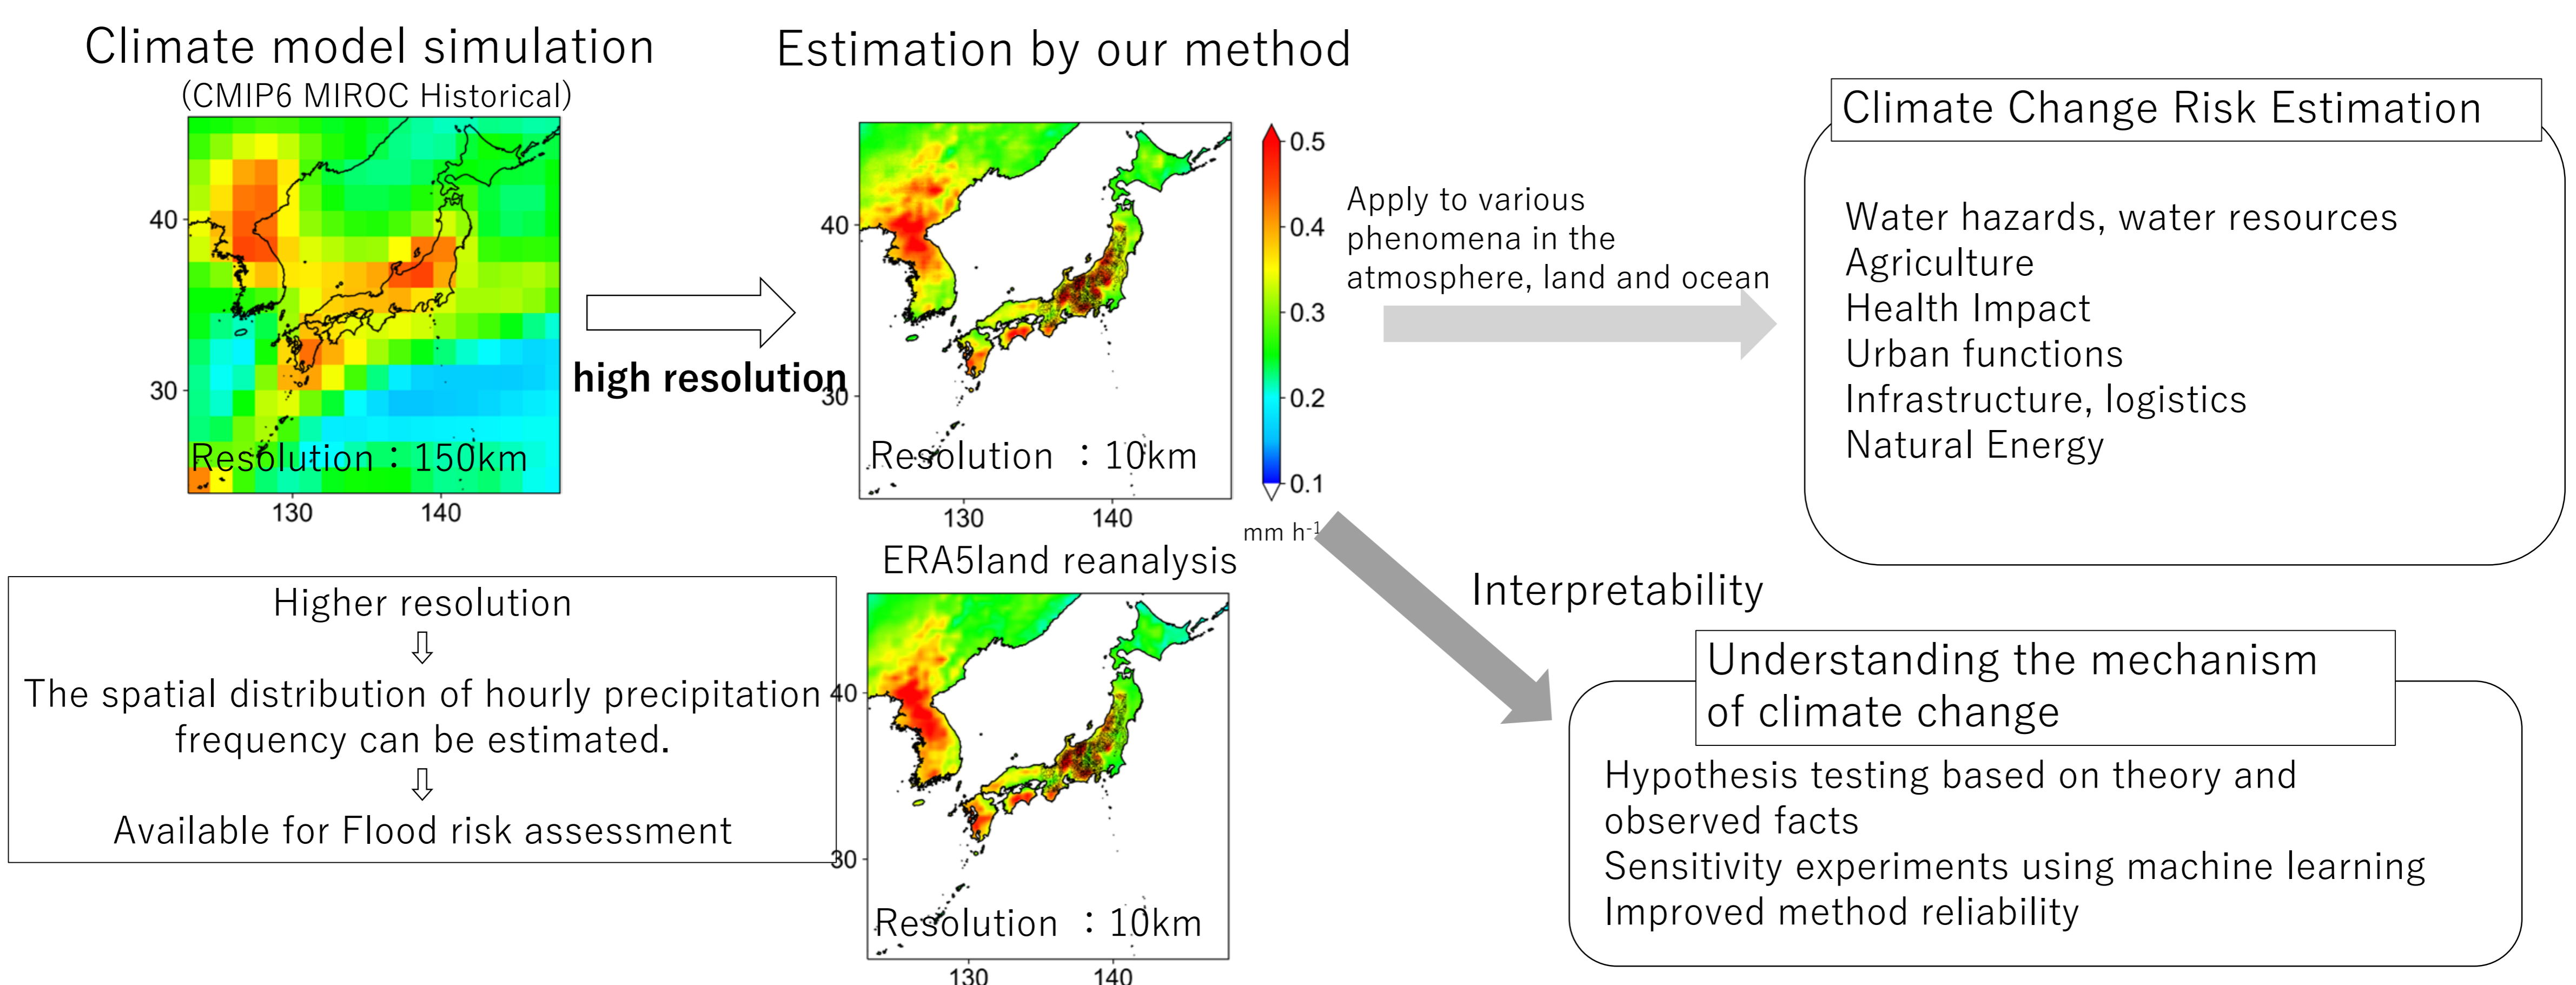 Climate model simulation
(CMIP6 MIROC Historical)
40
30
Resolution：150km
130 140
high resolution
Higher resolution
⇩
The spatial distribution of hourly precipitation
frequency can be estimated.
⇩
Available for Flood risk assessment
Estimation by our method
40
30
Resolution ：10km
130 140
0.5
0.4
0.3
0.2
0.1
mm h-1
ERA5land reanalysis
40
30
Resolution ：10km
130 140
Apply to various
phenomena in the
atmosphere, land and ocean
Climate Change Risk Estimation
Water hazards, water resources
Agriculture
Health Impact
Urban functions
Infrastructure, logistics
Natural Energy
Interpretability
Understanding the mechanism
of climate change
Hypothesis testing based on theory and
observed facts
Sensitivity experiments using machine learning
Improved method reliability